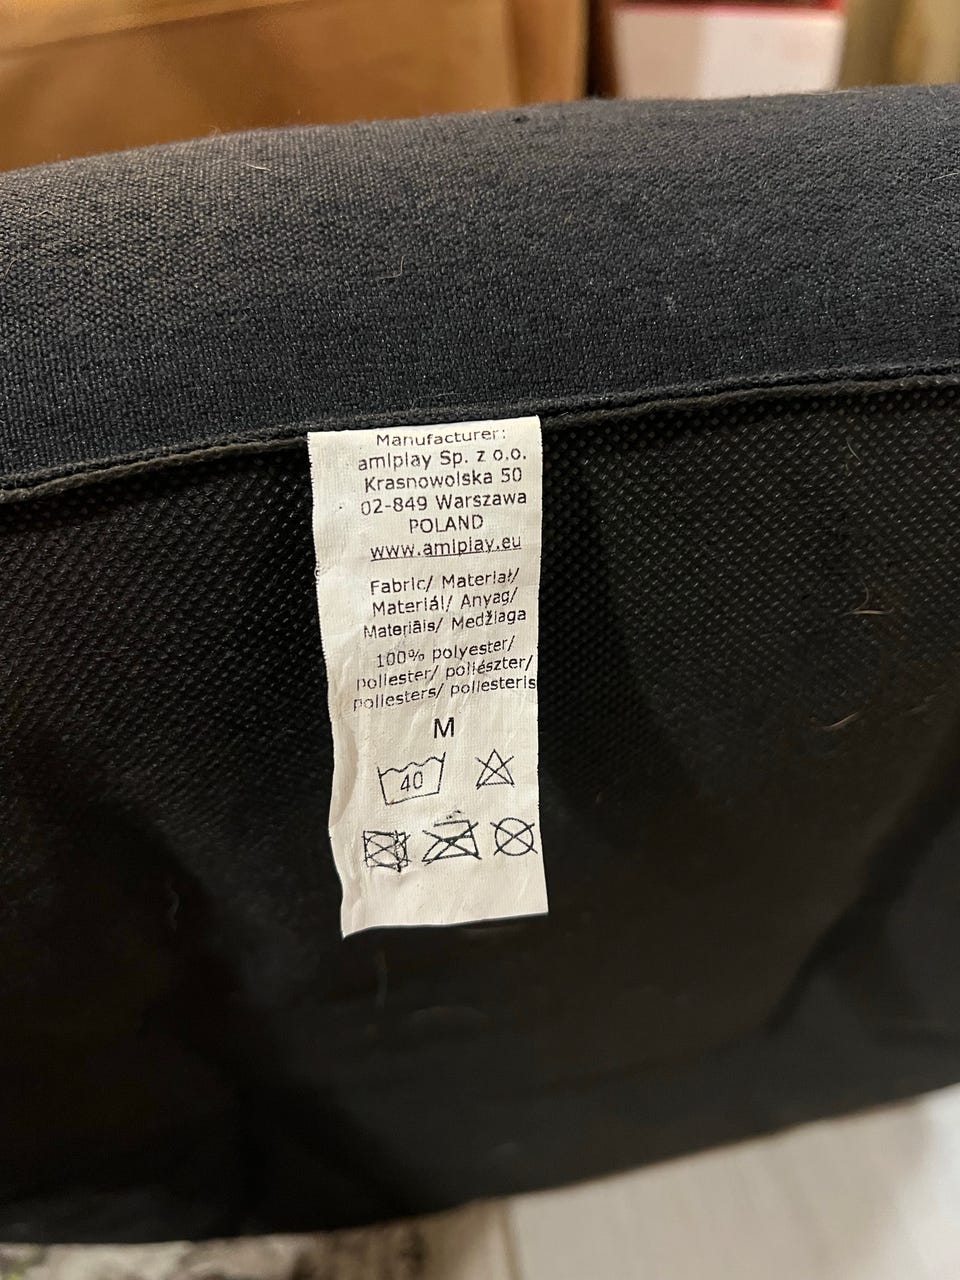 Manufacturer:
amiplay Sp. z o.o.
Krasnowolska 50
02-849 Warszawa
POLAND
www.amiplay.eu
Fabric/ Materiał/
Materiál/ Anyag/
Materiāls/ Medžiaga
100% polyester/
poliester/ poliészter/
poliesters/ poliesteris
M
40